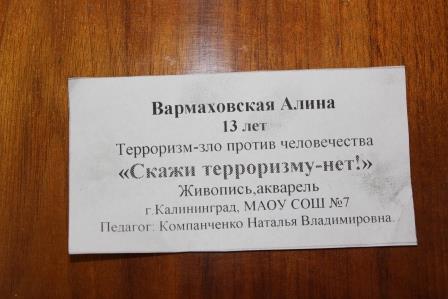 Вармаховская Алина
13 лет
Терроризм-зло против человечества
«Скажи терроризму-нет!»
Живопись,акварель
г.Калининград, МАОУ СОШ №7
Педагог: Компанченко Наталья Владимировна.